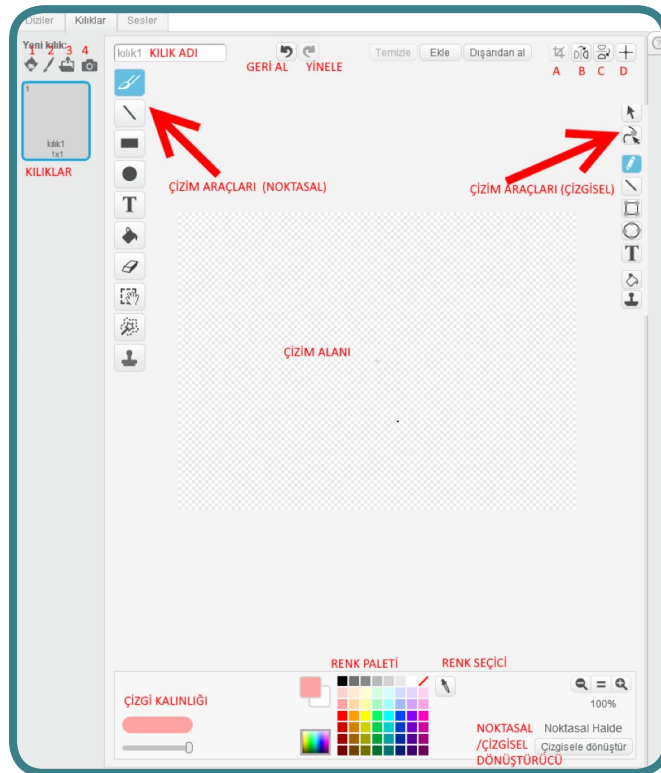 Diziler Kılıklar Sesler
Yeni kılık:
1 2 3 4
kılık1 KILIK ADI
GERİ AL YİNELE
Temizle Ekle Dışandan al
A B C D
1
kılık1
1x1
KILIKLAR
T
ÇİZİM ARAÇLARI (NOKTASAL)
ÇİZİM ARAÇLARI (ÇİZGİSEL)
T
ÇİZİM ALANI
RENK PALETİ RENK SEÇİCİ
ÇİZGİ KALINLIĞI
100%
NOKTASAL Noktasal Halde
/ÇİZGİSEL Çizgisele dönüştür
DÖNÜŞTÜRÜCÜ